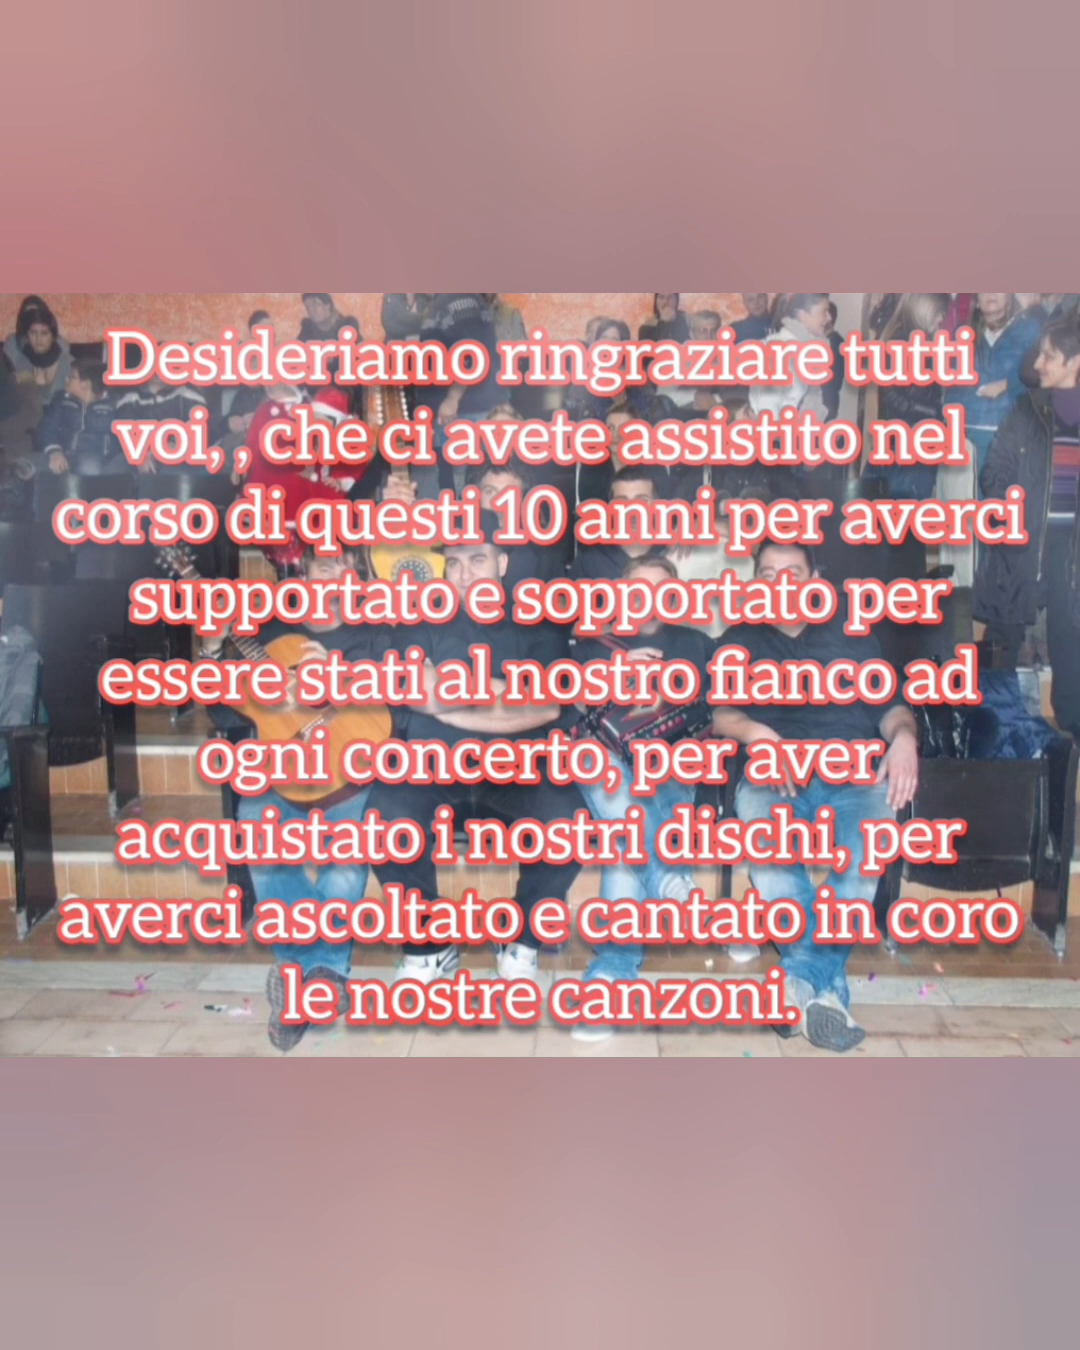 Desideriamo ringraziare tutti
voi, , che ci avete assistito nel
corso di questi 10 anni per averci
supportato e sopportato per
essere stati al nostro fianco ad
ogni concerto, per aver
acquistato i nostri dischi, per
averci ascoltato e cantato in coro
le nostre canzoni.